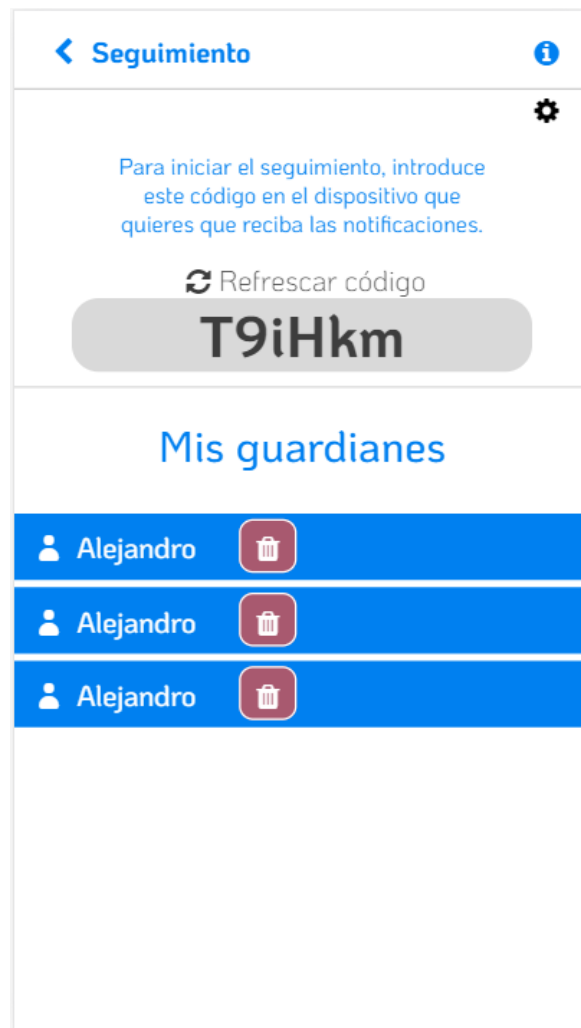 Seguimiento
Para iniciar el seguimiento, introduce
este código en el dispositivo que
quieres que reciba las notificaciones.
Refrescar código
T9iHkm
Mis guardianes
Alejandro
Alejandro
Alejandro